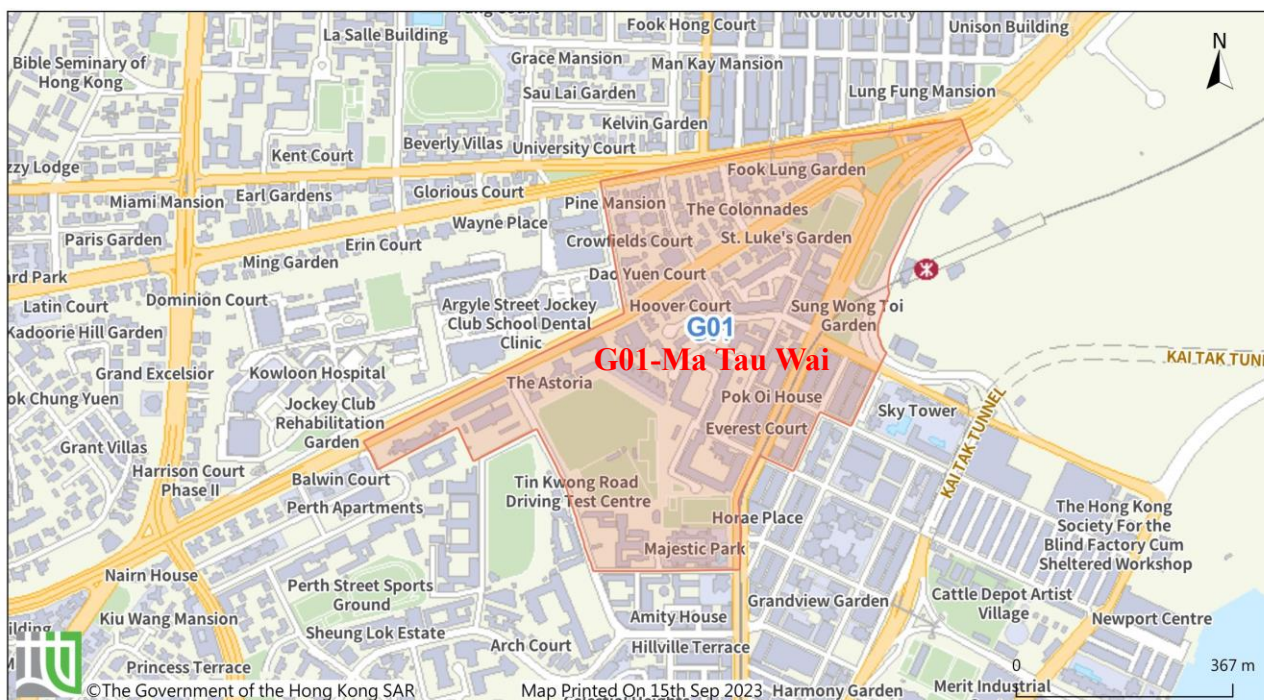 Fook Hong Court
Unison Building
La Salle Building
Bible Seminary of
Hong Kong
Grace Mansion
Man Kay Mansion
N
Sau Lai Garden
Lung Fung Mansion
Kelvin Garden
Beverly Villas
University Court
Kent Court
zzy Lodge
Fook Lung Garden
Glorious Court
Earl Gardens
Miami Mansion
Pine Mansion
The Colonnades
Wayne Place
Paris Garden
Erin Court
Crowfields Court
St. Luke's Garden
Ming Garden
ard Park
Dao Yuen Court
Latin Court
Dominion Court
Argyle Street Jockey
Club School Dental
Clinic
Hoover Court
Sung Wong Toi
Garden
Kadoorie Hill Garden
G01
G01-Ma Tau Wai
KAI TAK TUNN
Grand Excelsior
Kowloon Hospital
The Astoria
ok Chung Yuen
Pok Oi House
Sky Tower
Jockey Club
Rehabilitation
Garden
Everest Court
KAI TAK TUNNEL
Grant Villas
Harrison Court
Phase II
Balwin Court
Tin Kwong Road
Driving Test Centre
Perth Apartments
Horae Place
The Hong Kong
Society For the
Blind Factory Cum
Sheltered Workshop
Majestic Park
Nairn House
Perth Street Sports
Ground
Grandview Garden
Cattle Depot Artist
Village
Kiu Wang Mansion
Amity House
Newport Centre
Sheung Lok Estate
Arch Court
Hillville Terrace
Princess Terrace
0
367 m
©The Government of the Hong Kong SAR
Map Printed On 15th Sep 2023
Harmony Garden
Merit Industrial